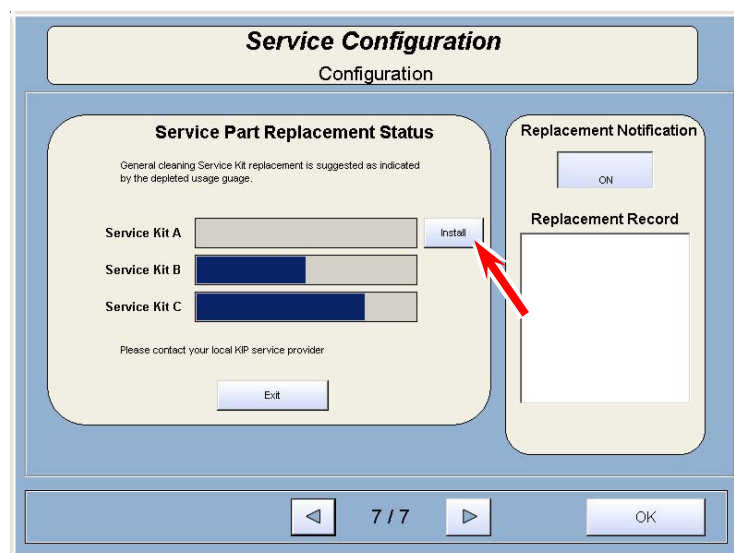 Service Configuration
Configuration
Service Part Replacement Status
General cleaning Service Kit replacement is suggested as indicated
by the depleted usage guage.
Service Kit A
Install
Service Kit B
Service Kit C
Please contact your local KIP service provider
Exit
Replacement Notification
ON
Replacement Record
7 / 7
OK